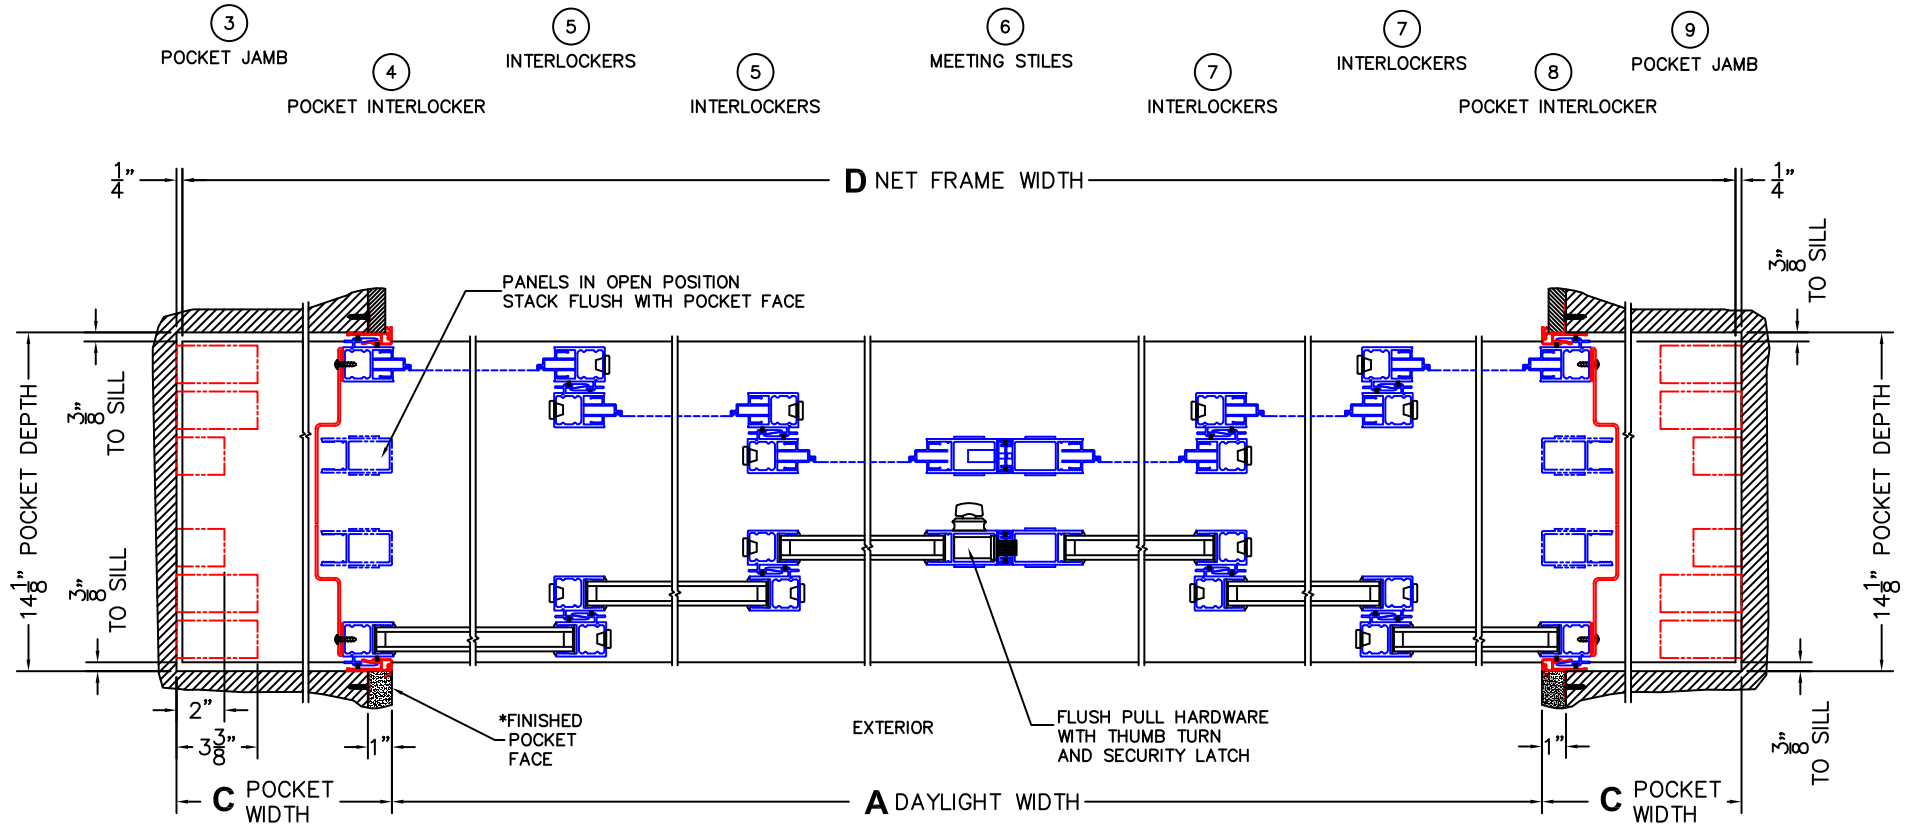 3
POCKET JAMB
4
POCKET INTERLOCKER
5
INTERLOCKERS
5
INTERLOCKERS
6
MEETING STILES
7
INTERLOCKERS
7
INTERLOCKERS
8
POCKET INTERLOCKER
9
POCKET JAMB
1/4"
D NET FRAME WIDTH
1/4"
3/8" TO SILL
PANELS IN OPEN POSITION
STACK FLUSH WITH POCKET FACE
3/8" TO SILL
14 1/8" POCKET DEPTH
14 1/8" POCKET DEPTH
3/8" TO SILL
2"
3 3/8"
1"
*FINISHED
POCKET
FACE
EXTERIOR
FLUSH PULL HARDWARE
WITH THUMB TURN
AND SECURITY LATCH
1"
3/8" TO SILL
C POCKET
WIDTH
A DAYLIGHT WIDTH
C POCKET
WIDTH